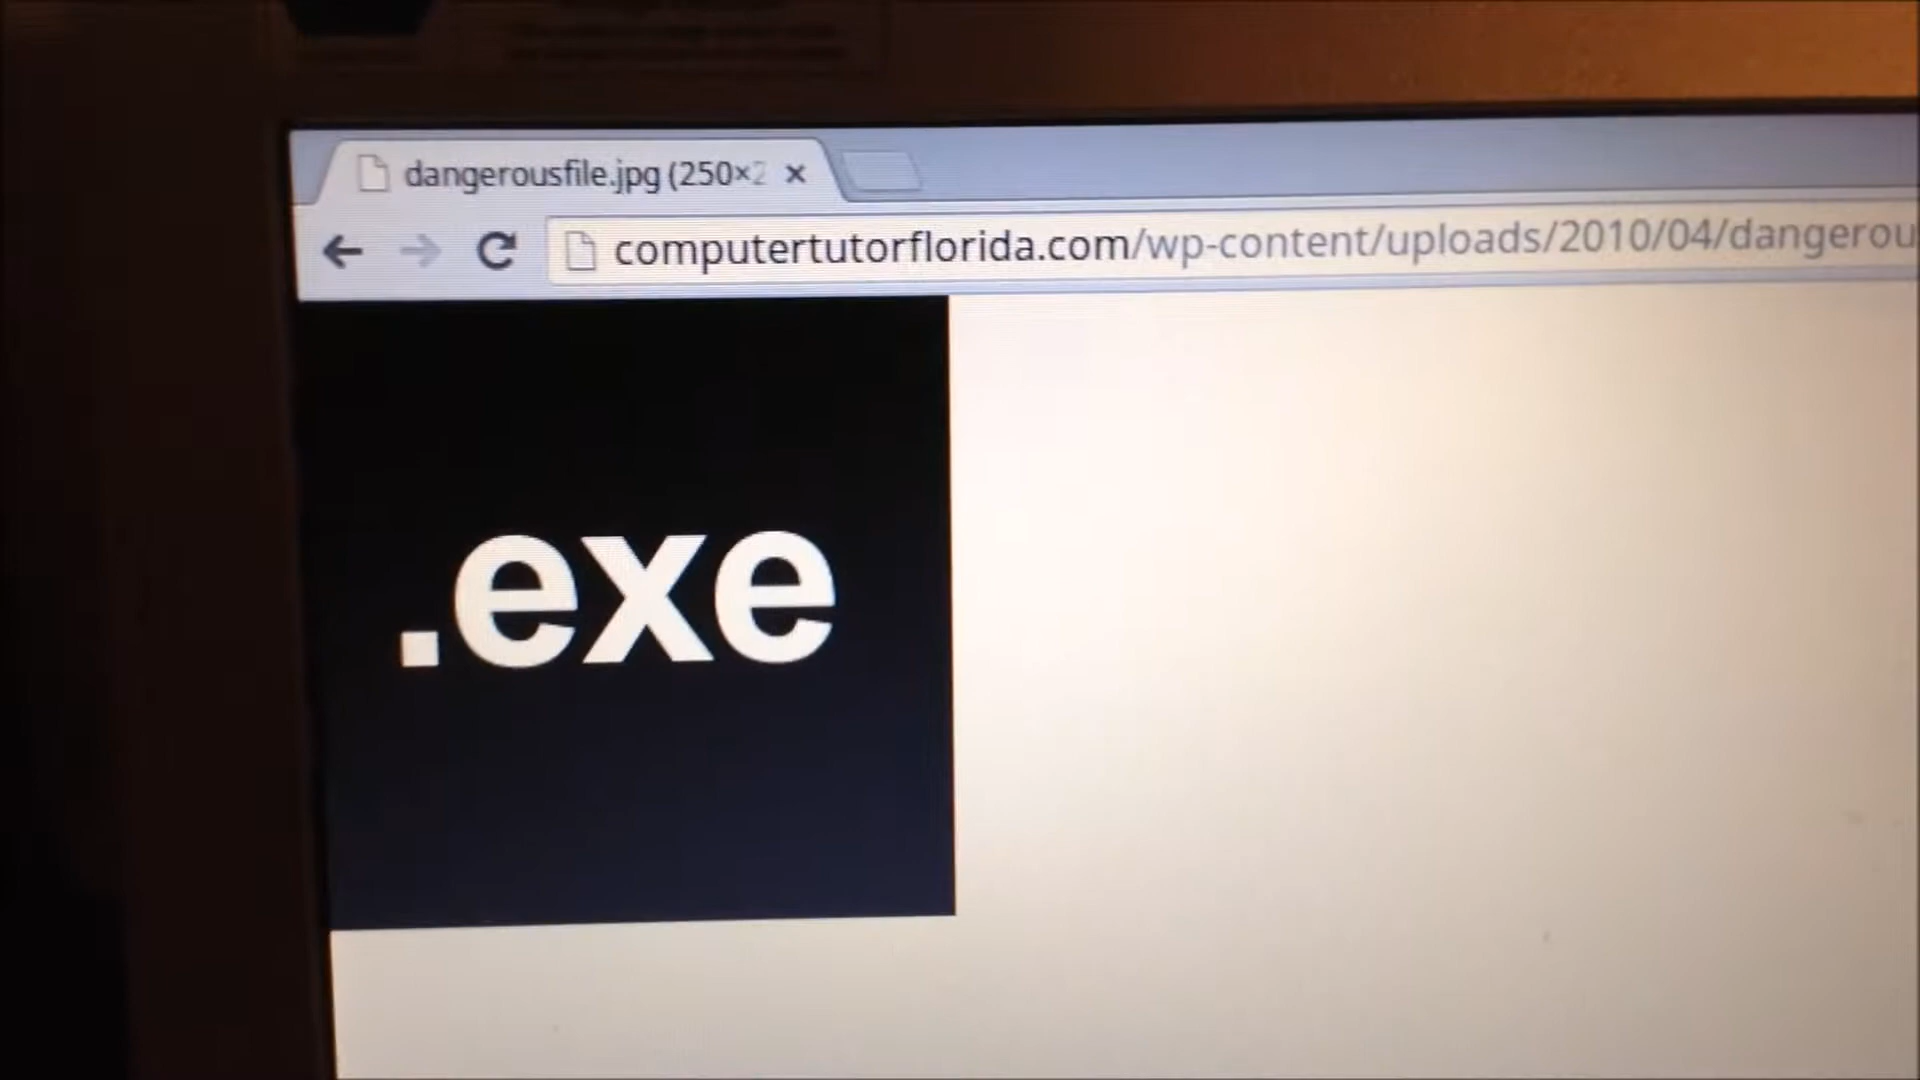 dangerousfile.jpg (250×2
computertutorflorida.com/wp-content/uploads/2010/04/dangerou
.exe